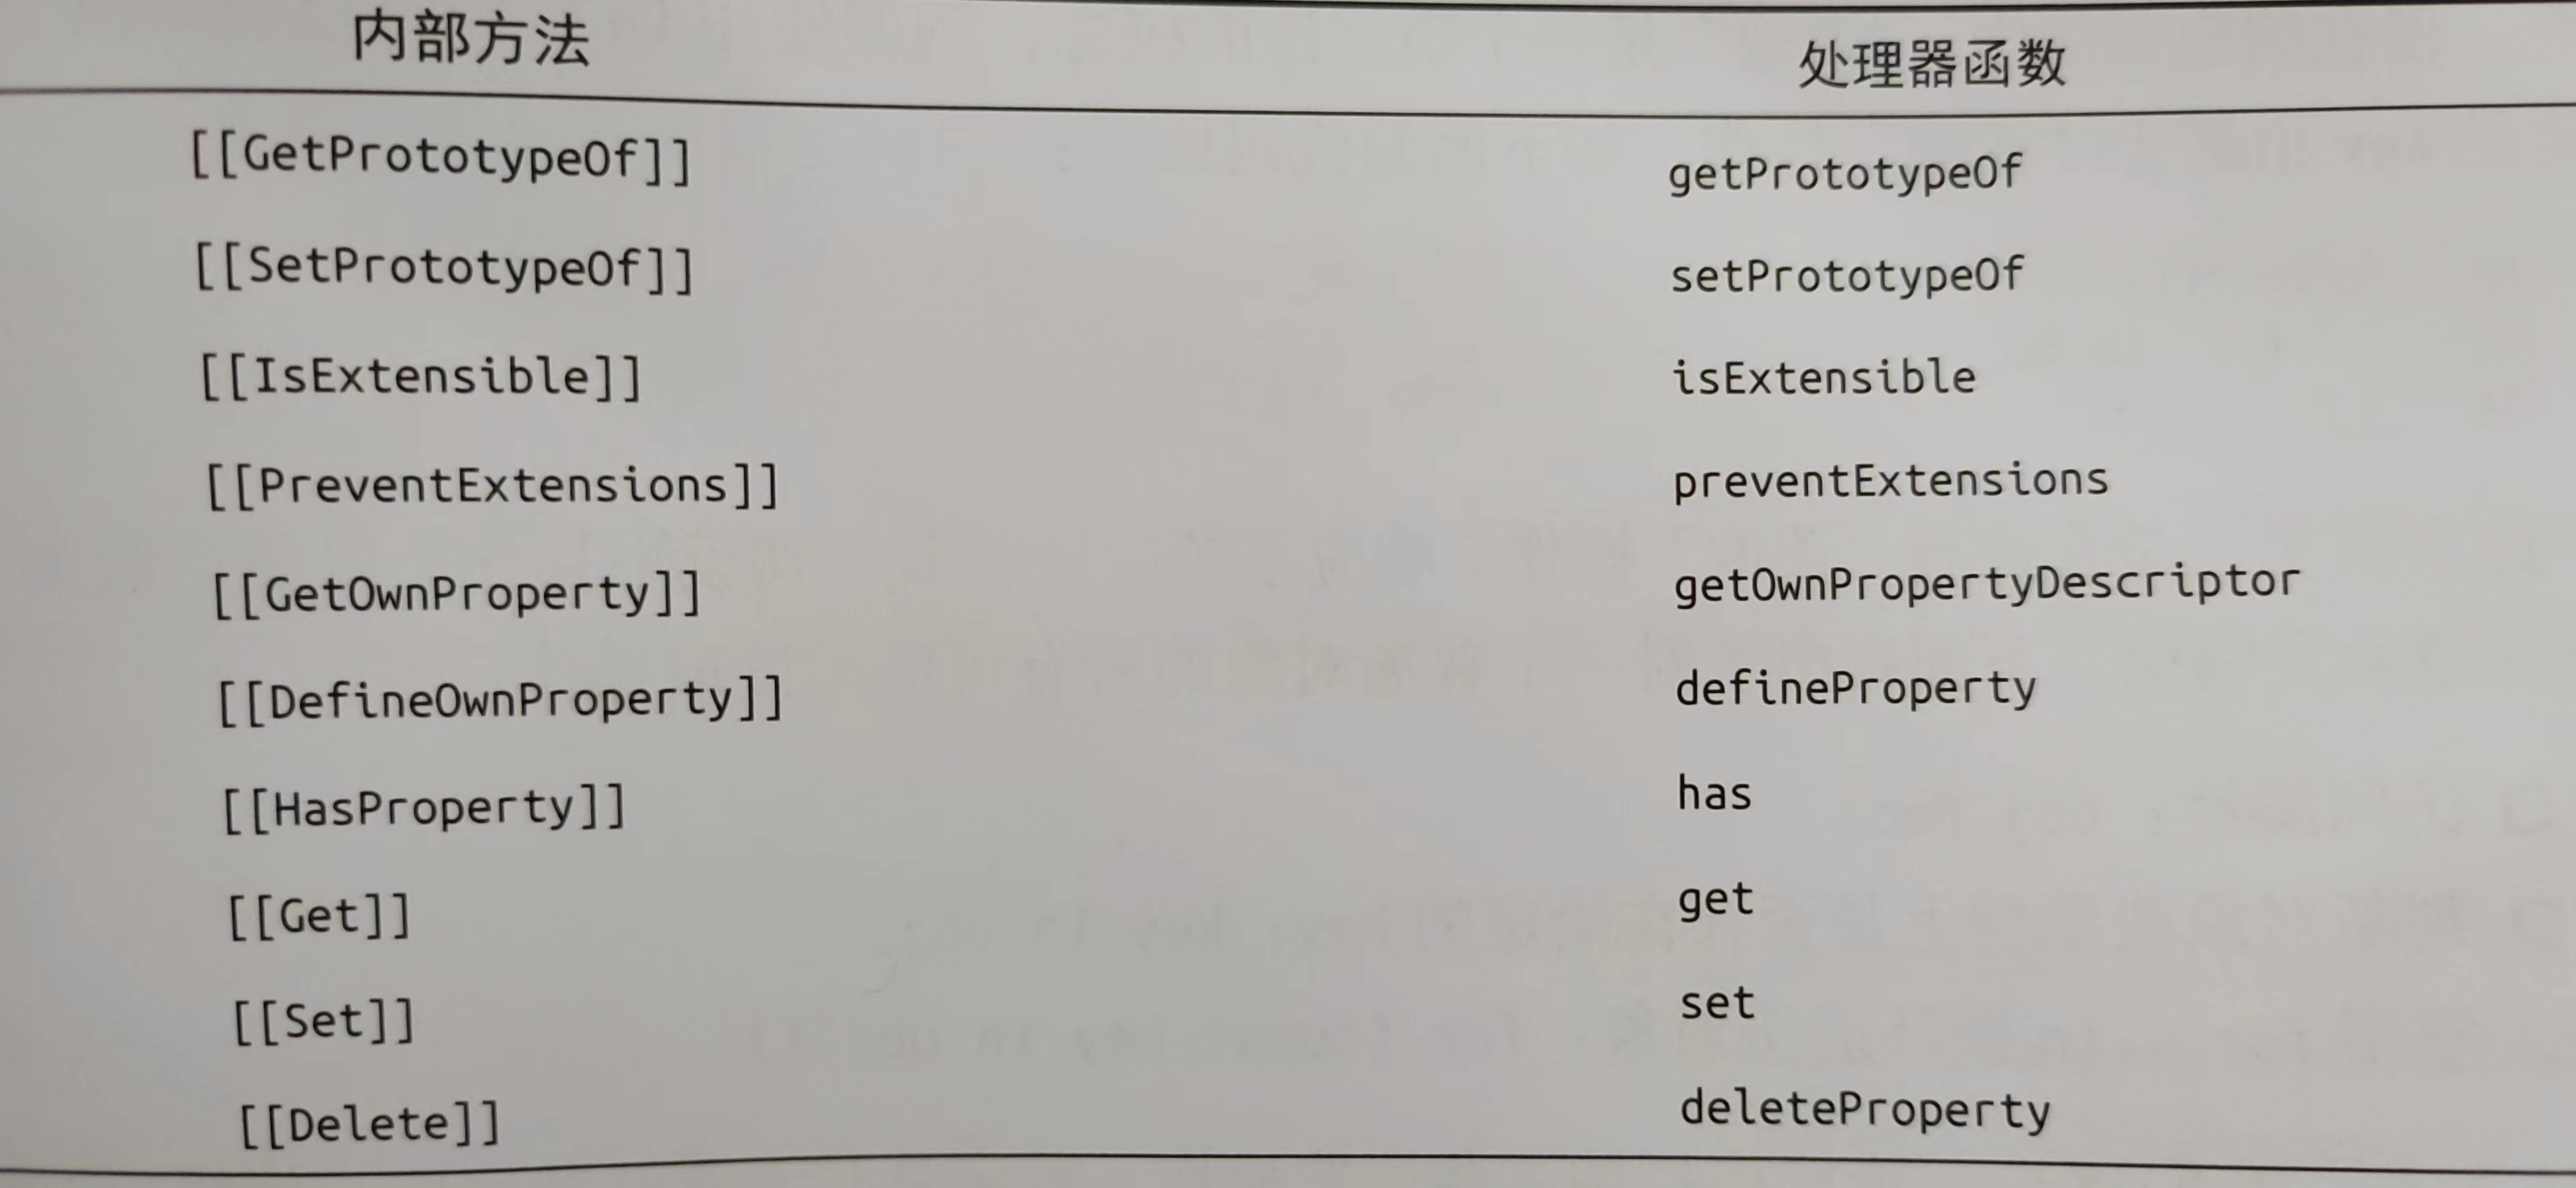 内部方法 处理器函数
[[GetPrototypeOf]] getPrototypeOf
[[SetPrototypeOf]] setPrototypeOf
[[IsExtensible]] isExtensible
[[PreventExtensions]] preventExtensions
[[GetOwnProperty]] getOwnPropertyDescriptor
[[DefineOwnProperty]] defineProperty
[[HasProperty]] has
[[Get]] get
[[Set]] set
[[Delete]] deleteProperty